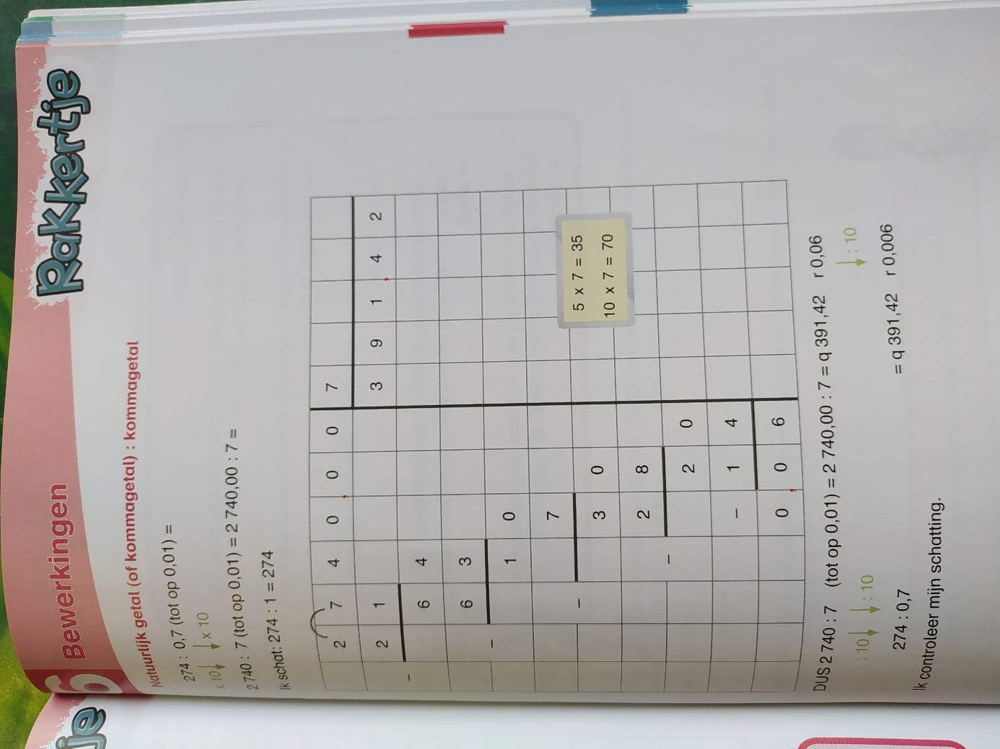 6 Bewerkingen
Rakkertje
Natuurlijk getal (of kommagetal) : kommagetal
274 : 0,7 (tot op 0,01) =
x 10 x 10
2 740 : 7 (tot op 0,01) = 2 740,00 : 7 =
Ik schat: 274 : 1 = 274
2 7 4 0 , 0 0 7
2 1 3 9 1 , 4 2
–
6 4
6 3
–
1 0
7
–
3 0
2 8
–
2 0
– 1 4
0 , 0 6
5 x 7 = 35
10 x 7 = 70
DUS 2 740 : 7 (tot op 0,01) = 2 740,00 : 7 = q 391,42 r 0,06
: 10 : 10 : 10
274 : 0,7 = q 391,42 r 0,006
Ik controleer mijn schatting.
je